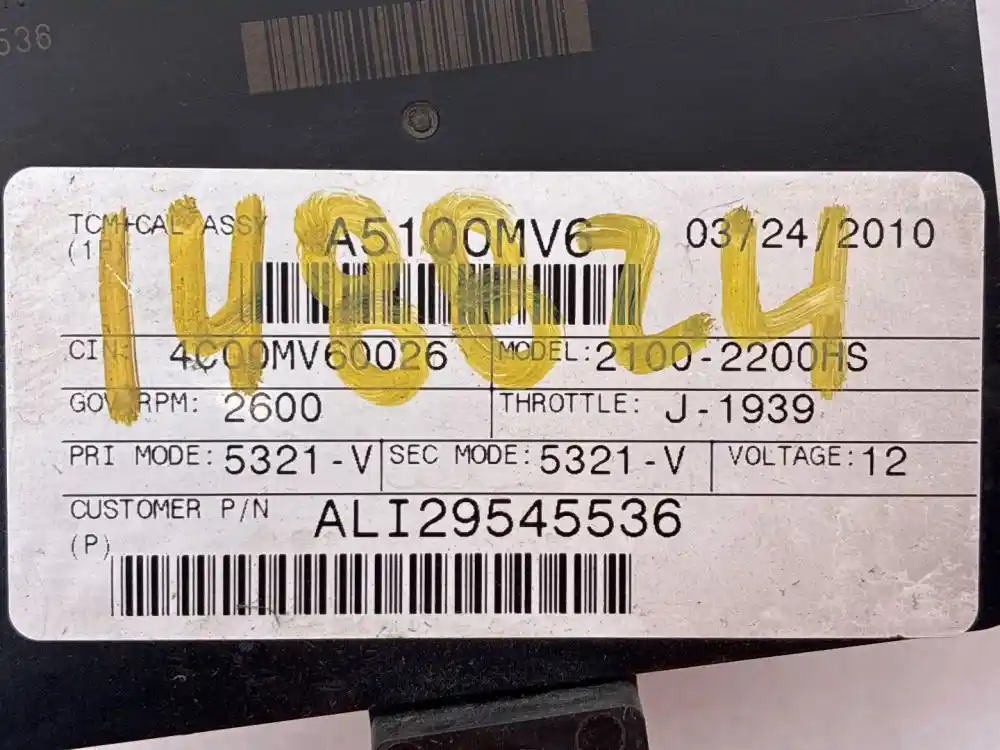 536
TCM+CAL ASSY A5100MV6 03/24/2010
(1P)
148824
CIN: 4C00MV60026 MODEL: 2100-2200HS
GOV RPM: 2600 THROTTLE: J-1939
PRI MODE: 5321-V SEC MODE: 5321-V VOLTAGE: 12
CUSTOMER P/N ALI29545536
(P)